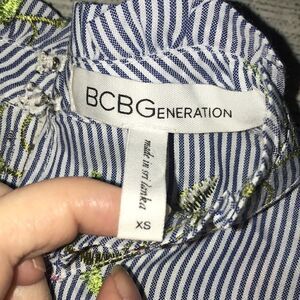 BCBGENERATION
made in sri lanka
XS